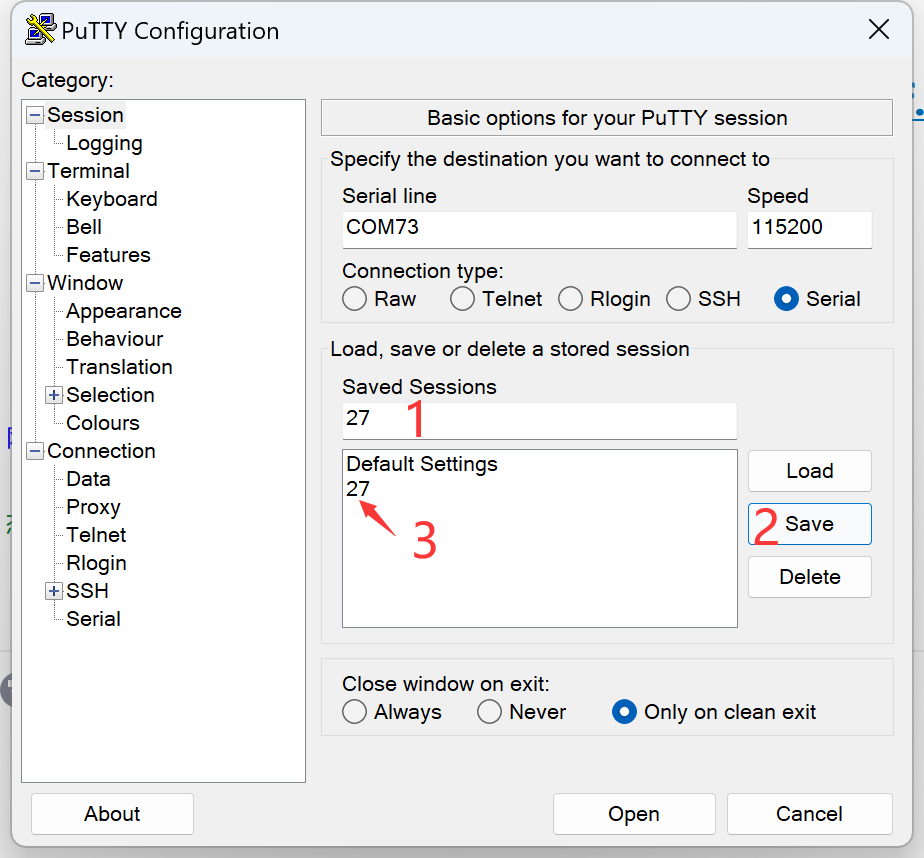 PuTTY Configuration
Category:
Session
Logging
Terminal
Keyboard
Bell
Features
Window
Appearance
Behaviour
Translation
Selection
Colours
Connection
Data
Proxy
Telnet
Rlogin
SSH
Serial
Basic options for your PuTTY session
Specify the destination you want to connect to
Serial line Speed
COM73 115200
Connection type:
Raw Telnet Rlogin SSH Serial
Load, save or delete a stored session
Saved Sessions
27 1
Default Settings
27
3
Load
2 Save
Delete
Close window on exit:
Always Never Only on clean exit
About Open Cancel